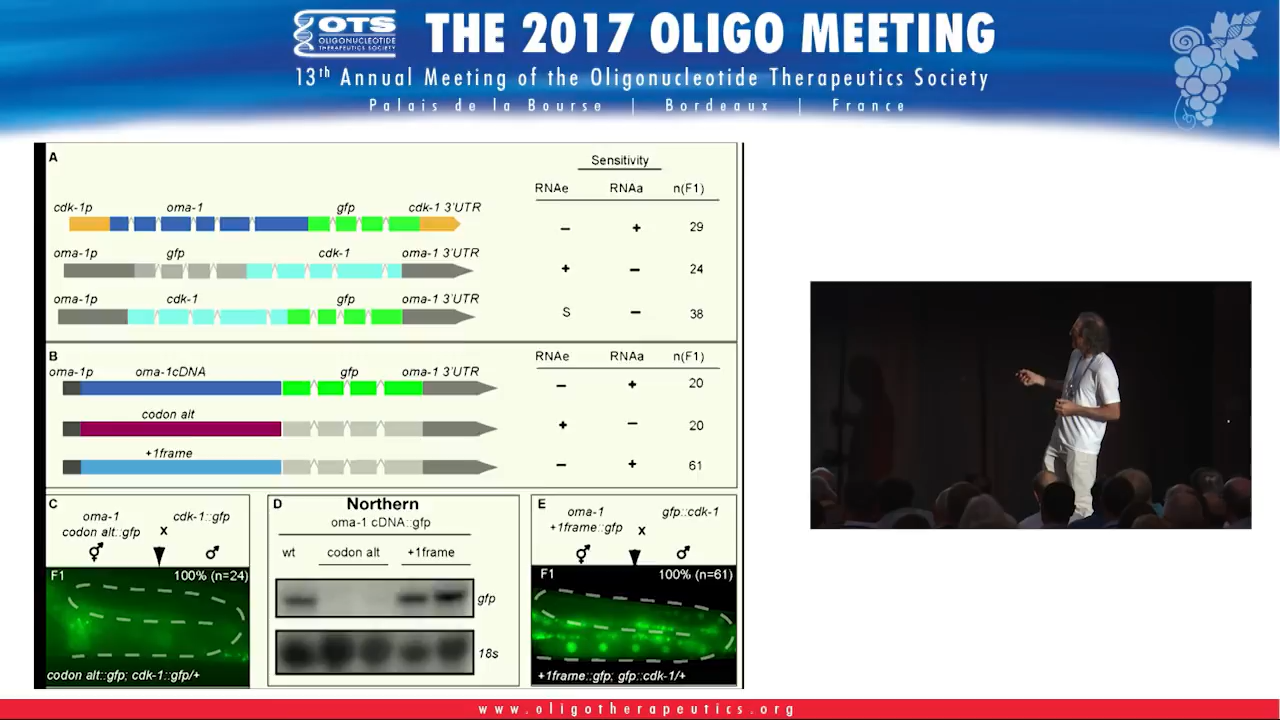 OTS
OLIGONUCLEOTIDE
THERAPEUTICS SOCIETY
THE 2017 OLIGO MEETING
13th Annual Meeting of the Oligonucleotide Therapeutics Society
Palais de la Bourse | Bordeaux | France
A
Sensitivity
RNAe RNAa n(F1)
cdk-1p oma-1 gfp cdk-1 3'UTR
– + 29
oma-1p gfp cdk-1 oma-1 3'UTR
+ – 24
oma-1p cdk-1 gfp oma-1 3'UTR
S – 38
B
RNAe RNAa n(F1)
oma-1p oma-1cDNA gfp oma-1 3'UTR
– + 20
codon alt
+ – 20
+1frame
– + 61
C
oma-1 cdk-1::gfp
codon alt::gfp x
⚥ ♂
F1 100% (n=24)
codon alt::gfp; cdk-1::gfp/+
D
Northern
oma-1 cDNA::gfp
wt codon alt +1frame
gfp
18s
E
oma-1 gfp::cdk-1
+1frame::gfp x
⚥ ♂
F1 100% (n=61)
+1frame::gfp; gfp::cdk-1/+
www.oligotherapeutics.org